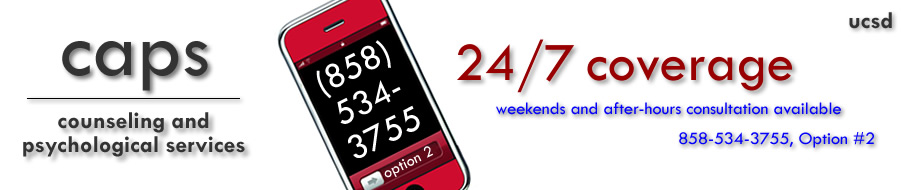 caps
counseling and
psychological services
(858)
534-
3755
option 2
ucsd
24/7 coverage
weekends and after-hours consultation available
858-534-3755, Option #2